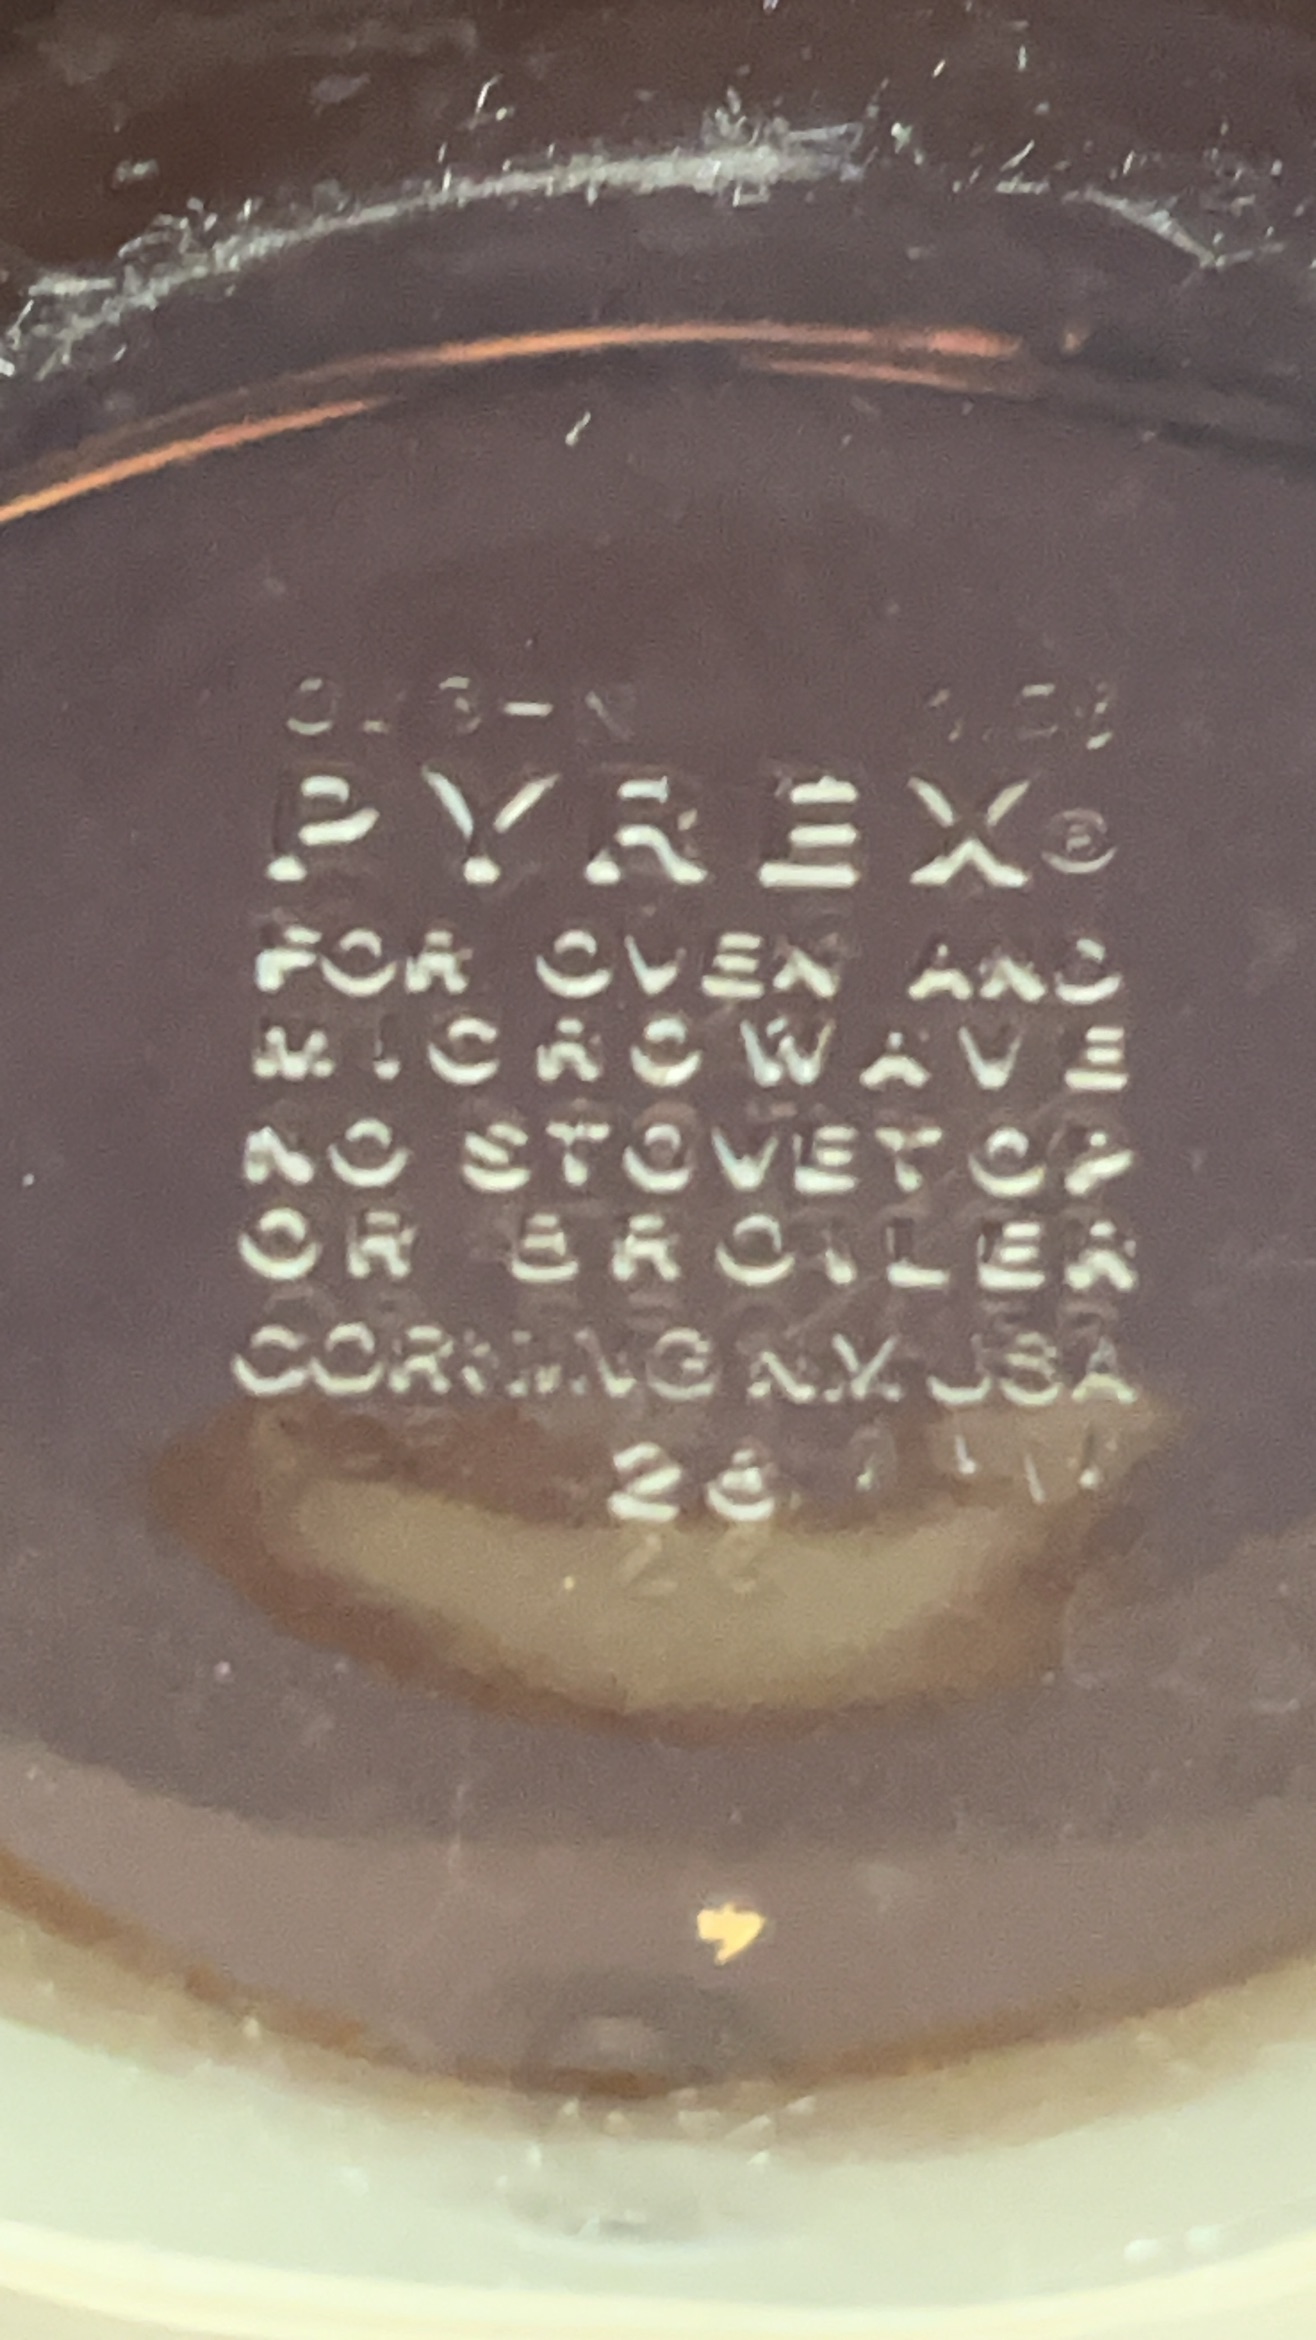 PYREX®
FOR OVEN AND
MICROWAVE
NO STOVETOP
OR BROILER
CORNING N.Y. USA